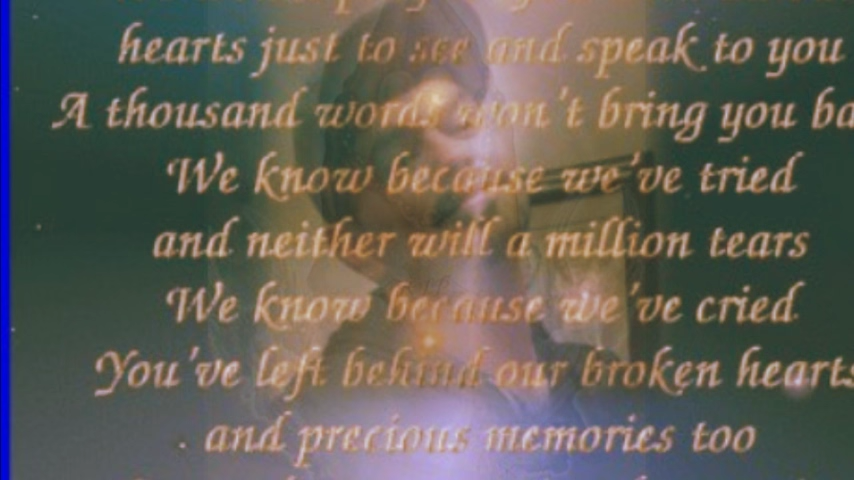 hearts just to see and speak to you
A thousand words won't bring you
We know because we've tried
and neither will a million tears
We know because we've cried
You've left behind our broken hearts
and precious memories too